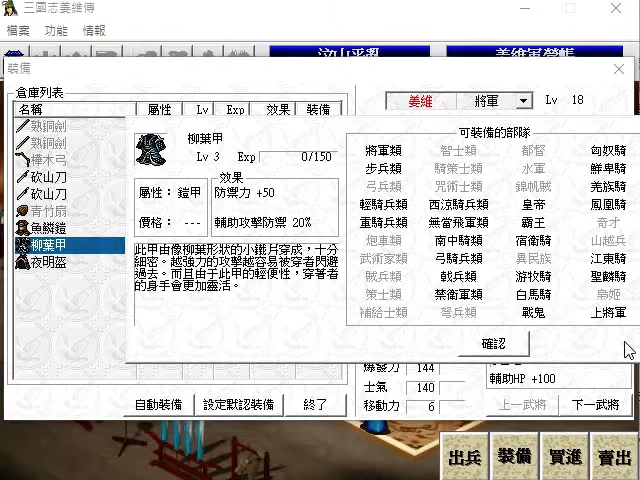 三國志姜維傳
檔案 功能 情報
裝備
倉庫列表
名稱 屬性 Lv Exp 效果 裝備
熟銅劍
熟銅劍
樺木弓
砍山刀
砍山刀
青竹扇
魚鱗鎧
柳葉甲
夜明盔
姜維 將軍 Lv 18
柳葉甲
Lv 3 Exp 0/150
屬性：鎧甲
價格：---
效果
防禦力 +50
輔助攻擊防禦 20%
此甲由像柳葉形狀的小鐵片穿成，十分
細密。越強力的攻擊越容易被穿者閃避
過去。而且由于此甲的輕便性，穿著者
的身手會更加靈活。
可裝備的部隊
將軍類 智士類 都督 匈奴騎
步兵類 騎策士類 水軍 鮮卑騎
弓兵類 咒術士類 錦帆賊 羌族騎
輕騎兵類 西涼騎兵類 皇帝 鳳凰騎
重騎兵類 無當飛軍類 霸王 奇才
炮車類 南中騎類 宿衛騎 山越兵
武術家類 弓騎兵類 異民族 江東騎
賊兵類 戟兵類 游牧騎 聖麟騎
策士類 禁衛軍類 白馬騎 梟姬
補給士類 弩兵類 戰鬼 上將軍
確認
爆發力 144
士氣 140
移動力 6
輔助HP +100
自動裝備 設定默認裝備 終了 上一武將 下一武將
出兵 裝備 買進 賣出